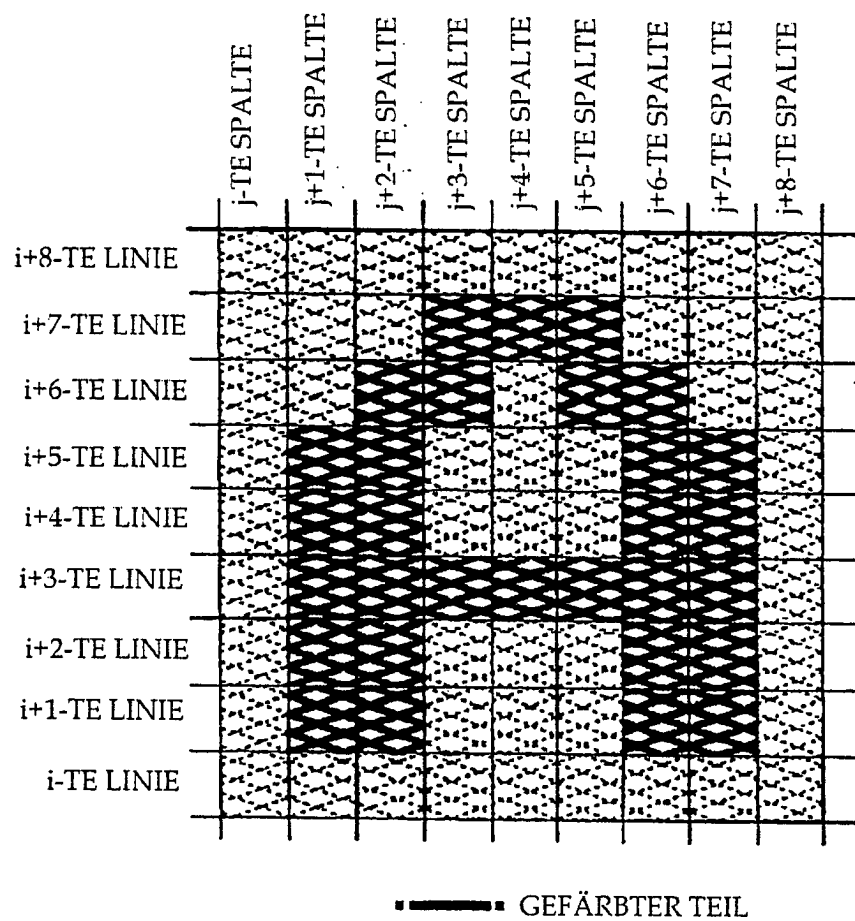 j-TE SPALTE
j+1-TE SPALTE
j+2-TE SPALTE
j+3-TE SPALTE
j+4-TE SPALTE
j+5-TE SPALTE
j+6-TE SPALTE
j+7-TE SPALTE
j+8-TE SPALTE
i+8-TE LINIE
i+7-TE LINIE
i+6-TE LINIE
i+5-TE LINIE
i+4-TE LINIE
i+3-TE LINIE
i+2-TE LINIE
i+1-TE LINIE
i-TE LINIE
GEFÄRBTER TEIL